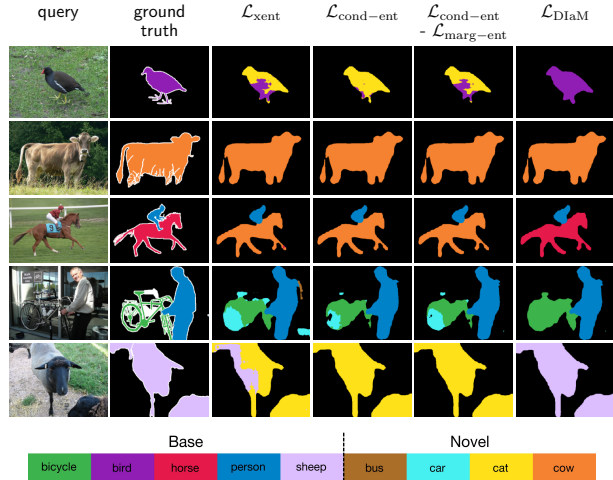 query ground truth ℒxent ℒcond−ent ℒcond−ent - ℒmarg−ent ℒDIaM
9
Base Novel
bicycle bird horse person sheep bus car cat cow